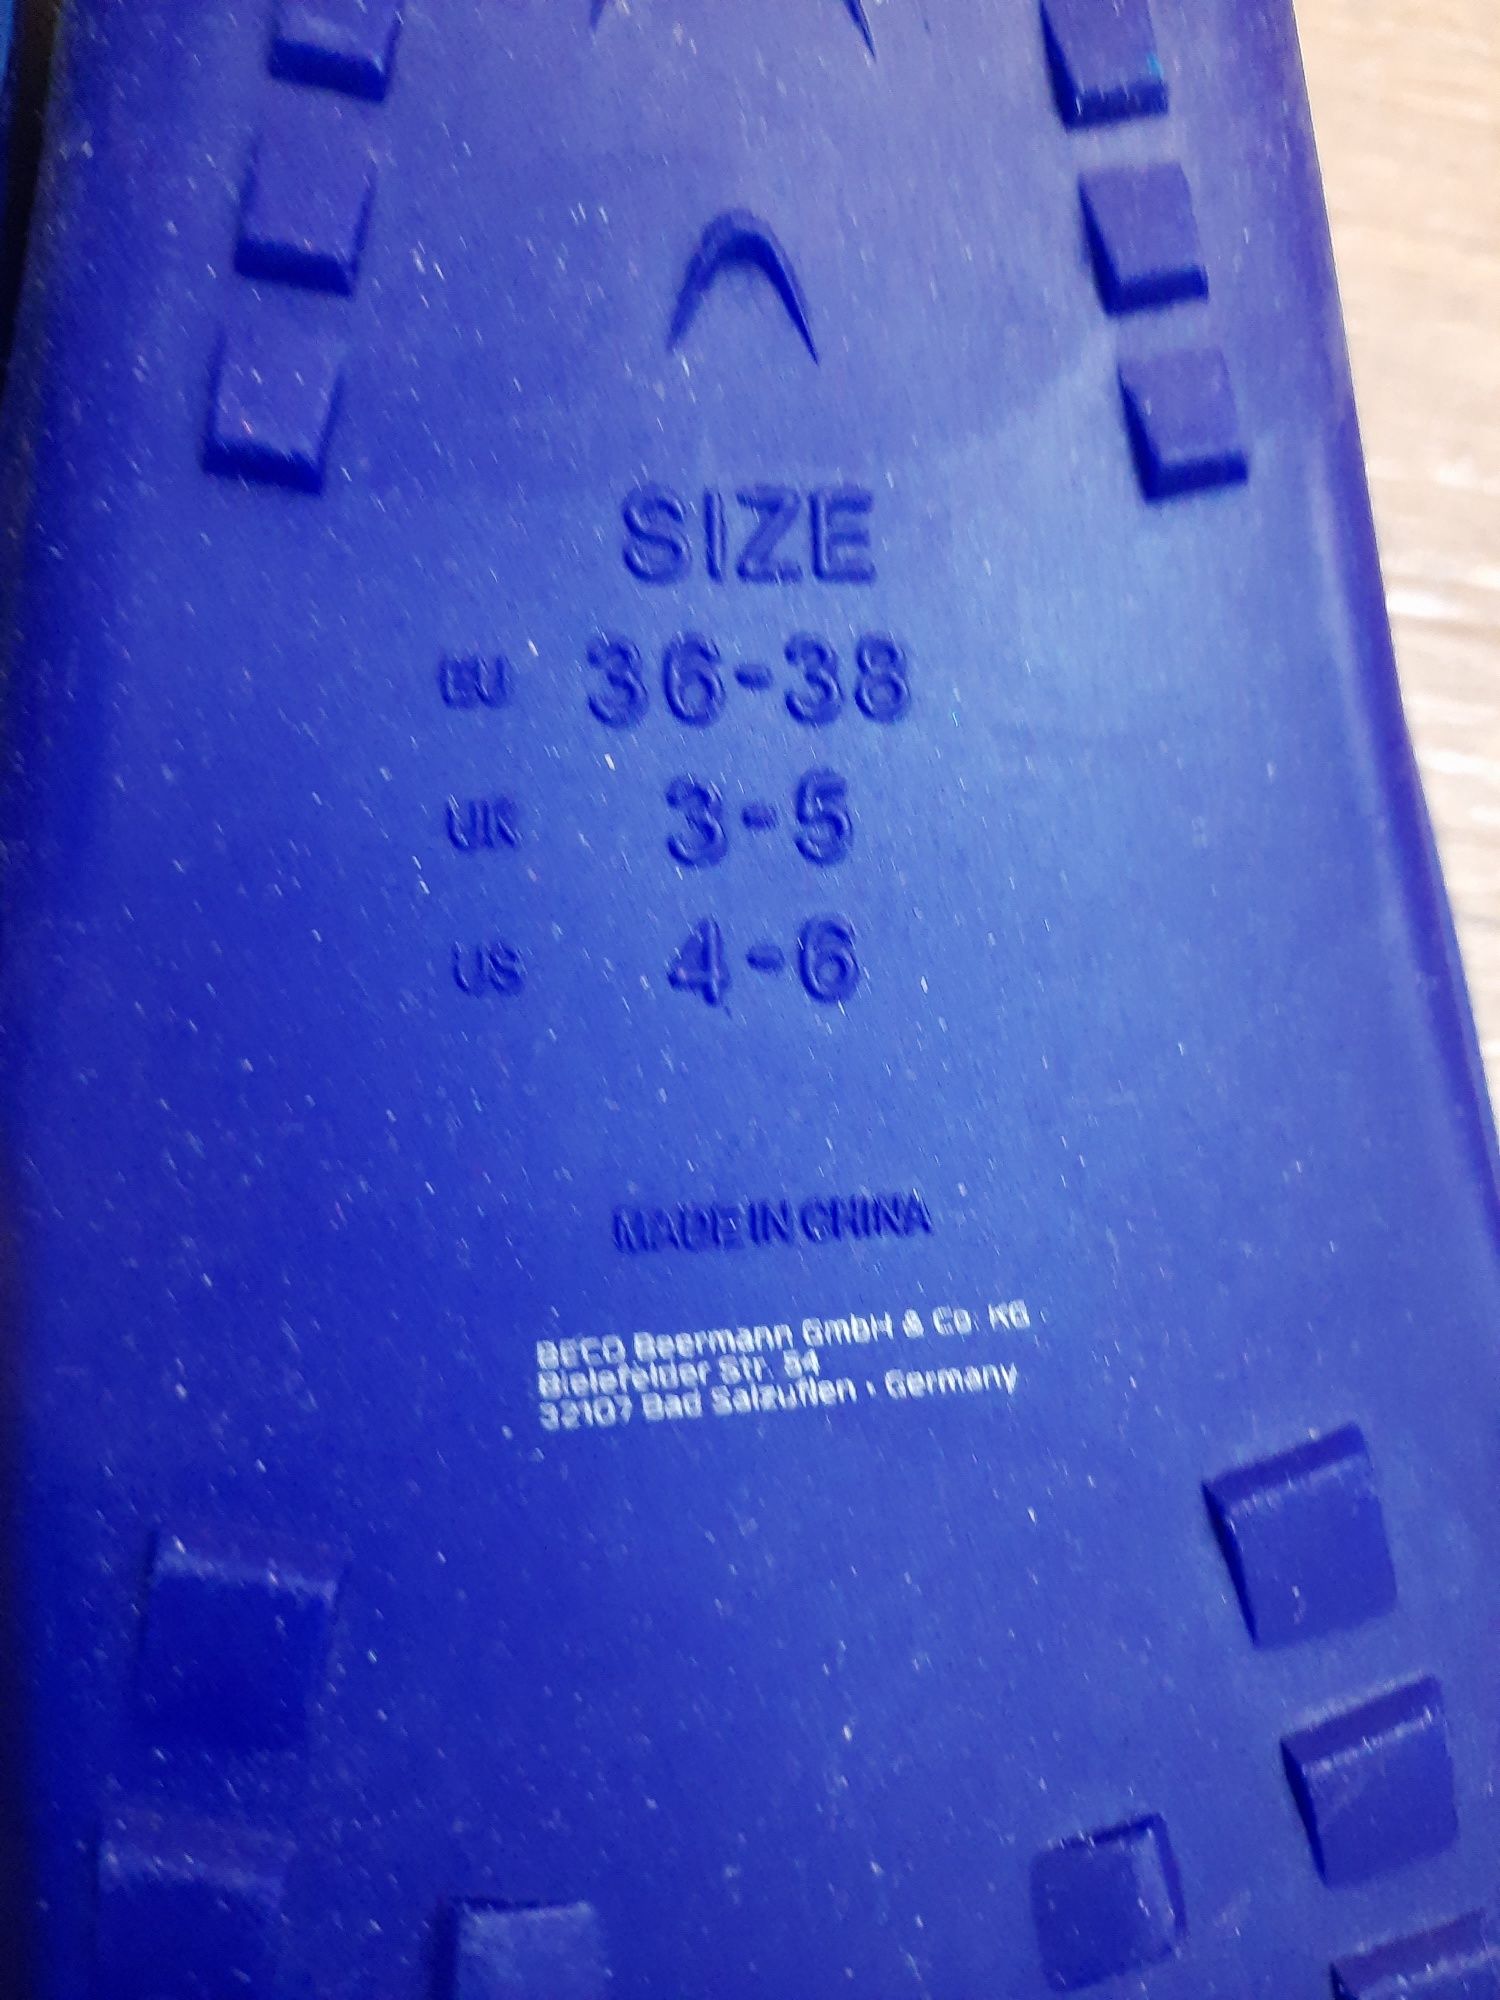 SIZE
EU 36-38
UK 3-5
US 4-6
MADE IN CHINA
BECO Beermann GmbH & Co. KG
Bielefelder Str. 54
32107 Bad Salzuflen · Germany